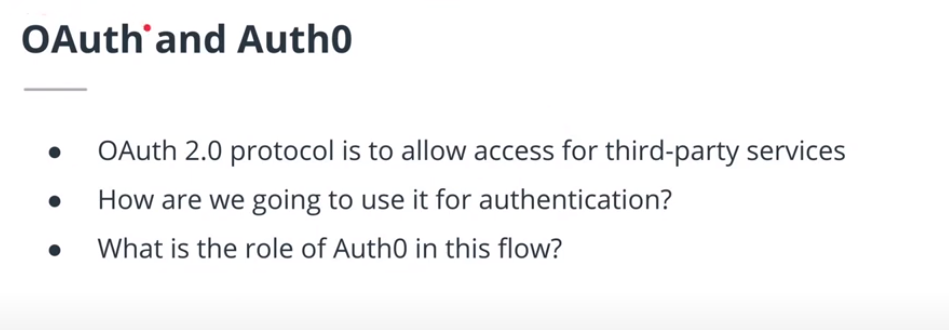 OAuth and Auth0
OAuth 2.0 protocol is to allow access for third-party services
How are we going to use it for authentication?
What is the role of Auth0 in this flow?